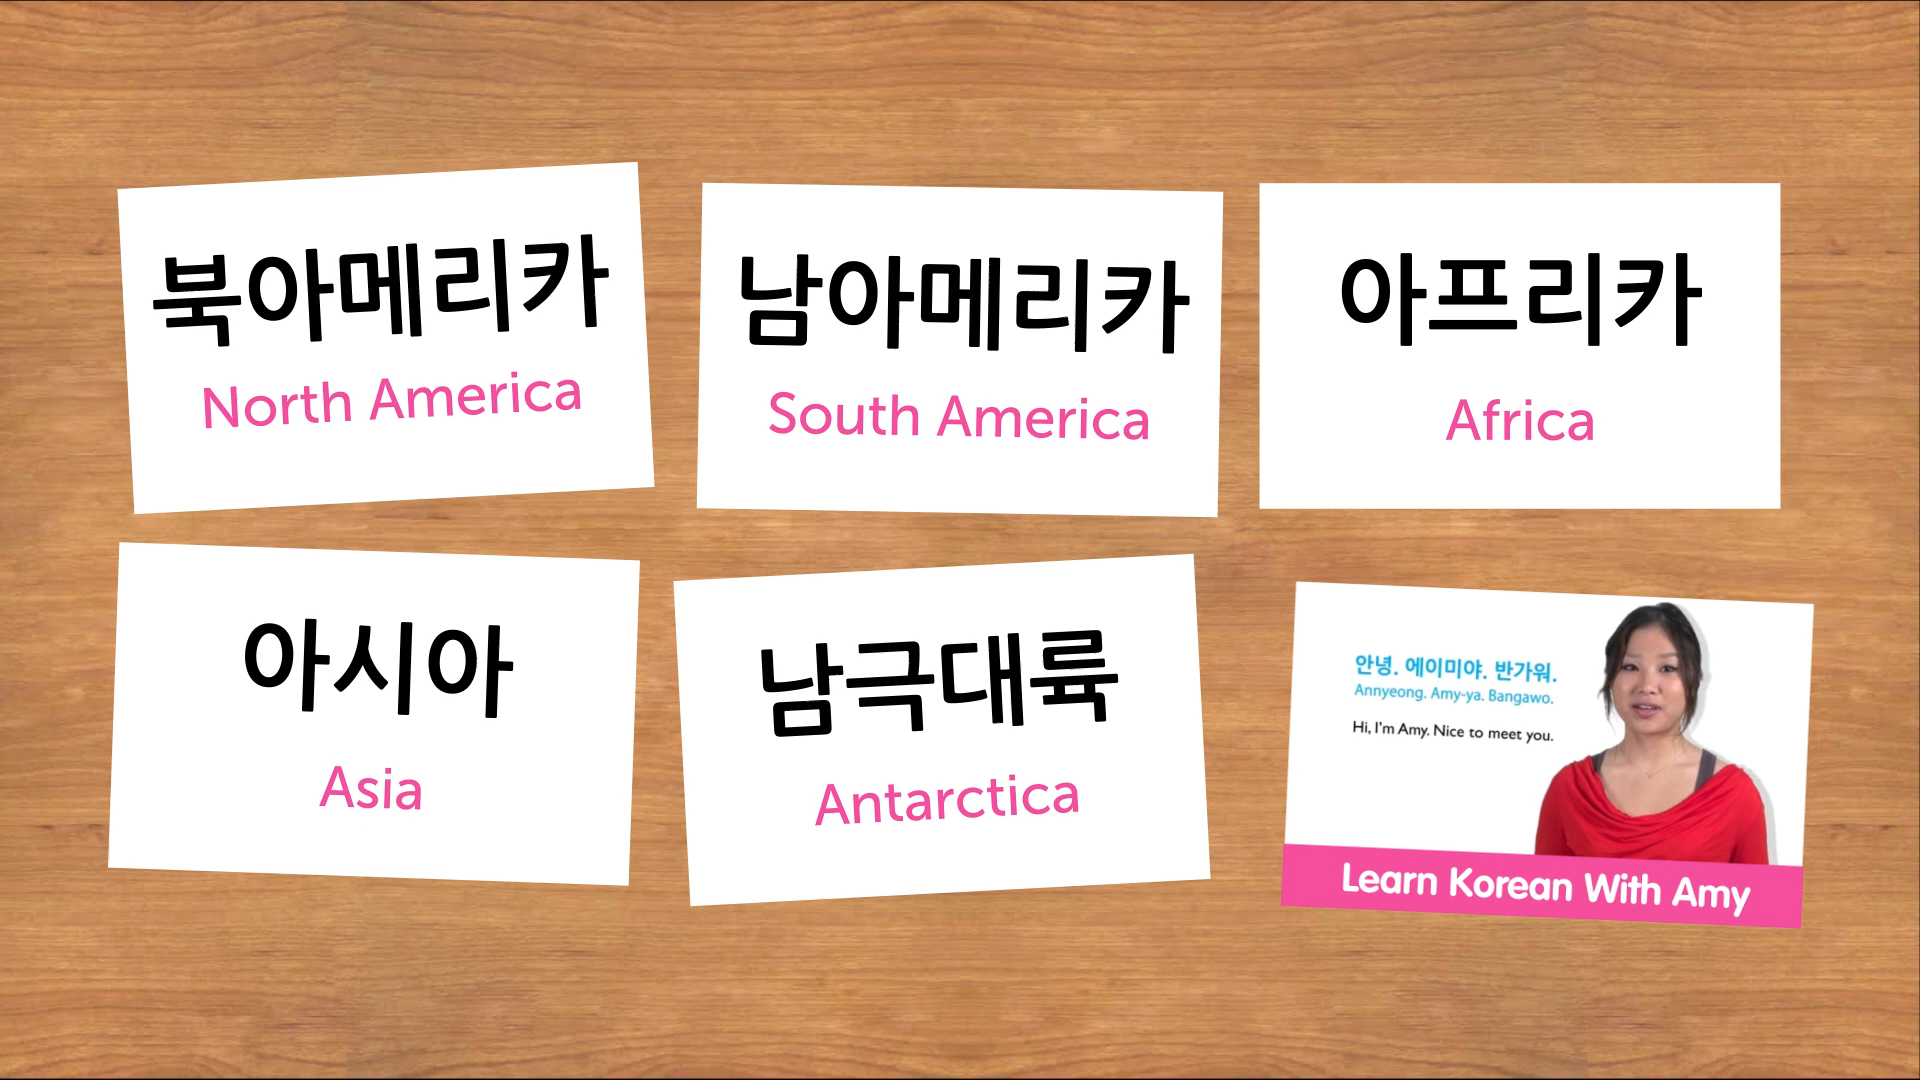 북아메리카
North America
남아메리카
South America
아프리카
Africa
아시아
Asia
남극대륙
Antarctica
안녕. 에이미야. 반가워.
Annyeong. Amy-ya. Bangawo.
Hi, I'm Amy. Nice to meet you.
Learn Korean With Amy